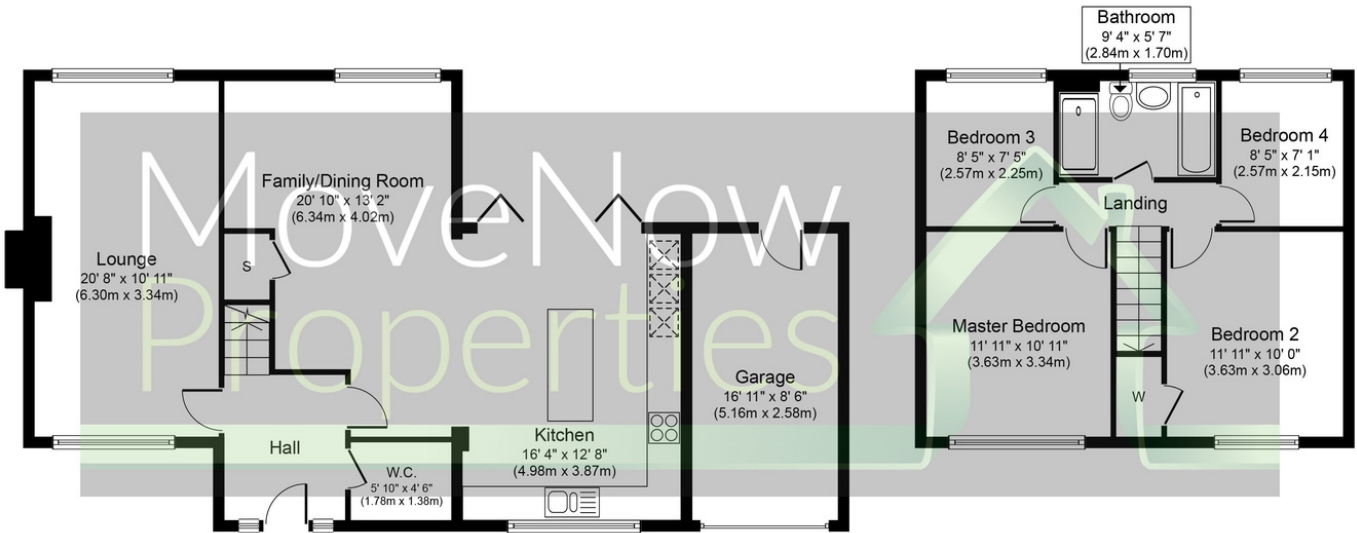 Bathroom
9' 4" x 5' 7"
(2.84m x 1.70m)
Family/Dining Room
20' 10" x 13' 2"
(6.34m x 4.02m)
S
Lounge
20' 8" x 10' 11"
(6.30m x 3.34m)
Hall
W.C.
5' 10" x 4' 6"
(1.78m x 1.38m)
Kitchen
16' 4" x 12' 8"
(4.98m x 3.87m)
Garage
16' 11" x 8' 6"
(5.16m x 2.58m)
Bedroom 3
8' 5" x 7' 5"
(2.57m x 2.25m)
Bedroom 4
8' 5" x 7' 1"
(2.57m x 2.15m)
Landing
Master Bedroom
11' 11" x 10' 11"
(3.63m x 3.34m)
Bedroom 2
11' 11" x 10' 0"
(3.63m x 3.06m)
W
MoveNow
Properties